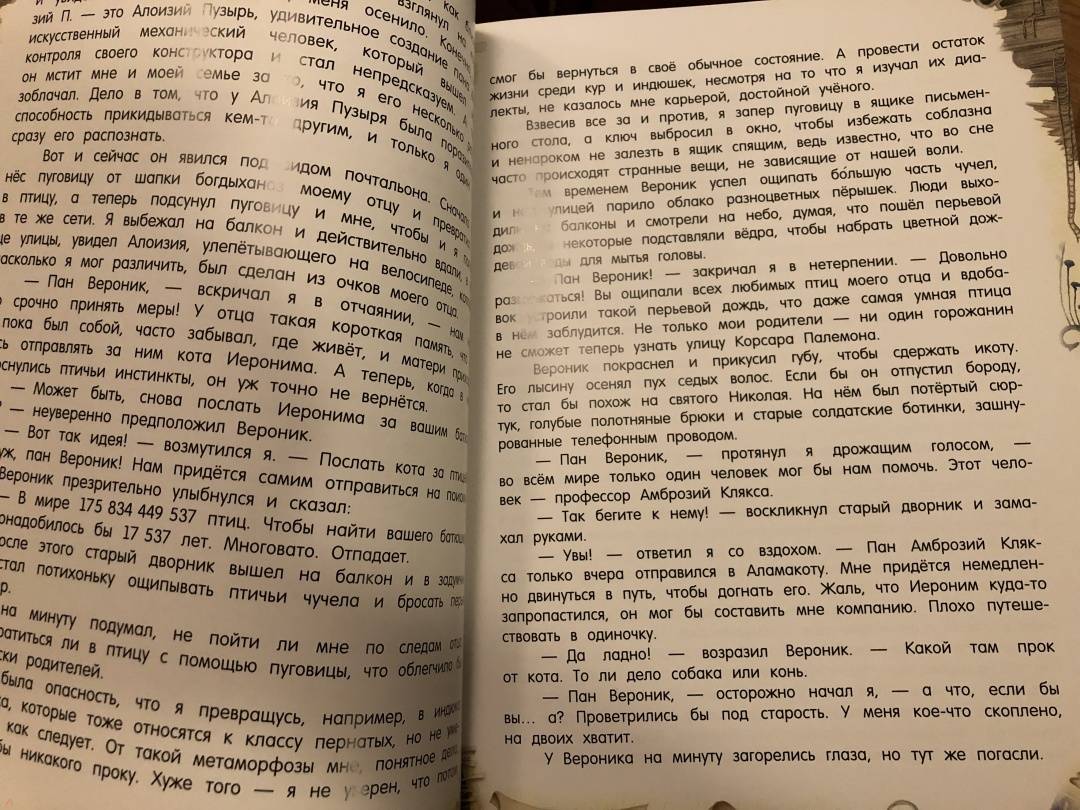 взглянул на
меня осенило.
зий П. — это Алоизий Пузырь, удивительное создание пана
искусственный механический человек, который вышел
контроля своего конструктора и стал непредсказуем. А
он мстит мне и моей семье за то, что я его несколько
зоблачал. Дело в том, что у Алоизия Пузыря была
способность прикидываться кем-то другим, и только я один
сразу его распознать.
Вот и сейчас он явился под видом почтальона.
нёс пуговицу от шапки богдыхана моему отцу и
в птицу, а теперь подсунул пуговицу и мне, чтобы и я
в те же сети. Я выбежал на балкон и действительно вдали, в
улицы, увидел Алоизия, улепётывающего на велосипеде,
насколько я мог различить, был сделан из очков моего отца.
— Пан Вероник, — вскричал я в отчаянии, — нам
срочно принять меры! У отца такая короткая память, что
пока был собой, часто забывал, где живёт, и матери
отправлять за ним кота Иеронима. А теперь, когда в
птичьи инстинкты, он уж точно не вернётся.
— Может быть, снова послать Иеронима за вашим
— неуверенно предположил Вероник.
— Вот так идея! — возмутился я. — Послать кота за
уж, пан Вероник! Нам придётся самим отправиться на
Вероник презрительно улыбнулся и сказал:
— В мире 175 834 449 537 птиц. Чтобы найти вашего
понадобилось бы 17 537 лет. Многовато. Отпадает.
После этого старый дворник вышел на балкон и в
стал потихоньку ощипывать птичьи чучела и бросать
на минуту подумал, не пойти ли мне по следам
ли в птицу с помощью пуговицы, что облегчило
родителей.
была опасность, что я превращусь, например, в
которые тоже относятся к классу пернатых, но не
как следует. От такой метаморфозы мне, понятное дело,
бы никакого проку. Хуже того — я не уверен, что
смог бы вернуться в своё обычное состояние. А провести остаток
жизни среди кур и индюшек, несмотря на то что я изучал их диа-
лекты, не казалось мне карьерой, достойной учёного.
Взвесив все за и против, я запер пуговицу в ящике письмен-
ного стола, а ключ выбросил в окно, чтобы избежать соблазна
и ненароком не залезть в ящик спящим, ведь известно, что во сне
часто происходят странные вещи, не зависящие от нашей воли.
Тем временем Вероник успел ощипать бо́льшую часть чучел,
и над улицей парило облако разноцветных пёрышек. Люди выхо-
дили на балконы и смотрели на небо, думая, что пошёл перьевой
дождь, некоторые подставляли вёдра, чтобы набрать цветной дож-
девой воды для мытья головы.
— Пан Вероник! — закричал я в нетерпении. — Довольно
развлекаться! Вы ощипали всех любимых птиц моего отца и вдоба-
вок устроили такой перьевой дождь, что даже самая умная птица
в нём заблудится. Не только мои родители — ни один горожанин
не сможет теперь узнать улицу Корсара Палемона.
Вероник покраснел и прикусил губу, чтобы сдержать икоту.
Его лысину осенял пух седых волос. Если бы он отпустил бороду,
то стал бы похож на святого Николая. На нём был потёртый сюр-
тук, голубые полотняные брюки и старые солдатские ботинки, зашну-
рованные телефонным проводом.
— Пан Вероник, — протянул я дрожащим голосом, —
во всём мире только один человек мог бы нам помочь. Этот чело-
век — профессор Амброзий Клякса.
— Так бегите к нему! — воскликнул старый дворник и зама-
хал руками.
— Увы! — ответил я со вздохом. — Пан Амброзий Кляк-
са только вчера отправился в Аламакоту. Мне придётся немедлен-
но двинуться в путь, чтобы догнать его. Жаль, что Иероним куда-то
запропастился, он мог бы составить мне компанию. Плохо путеше-
ствовать в одиночку.
— Да ладно! — возразил Вероник. — Какой там прок
от кота. То ли дело собака или конь.
— Пан Вероник, — осторожно начал я, — а что, если бы
вы... а? Проветрились бы под старость. У меня кое-что скоплено,
на двоих хватит.
У Вероника на минуту загорелись глаза, но тут же погасли.